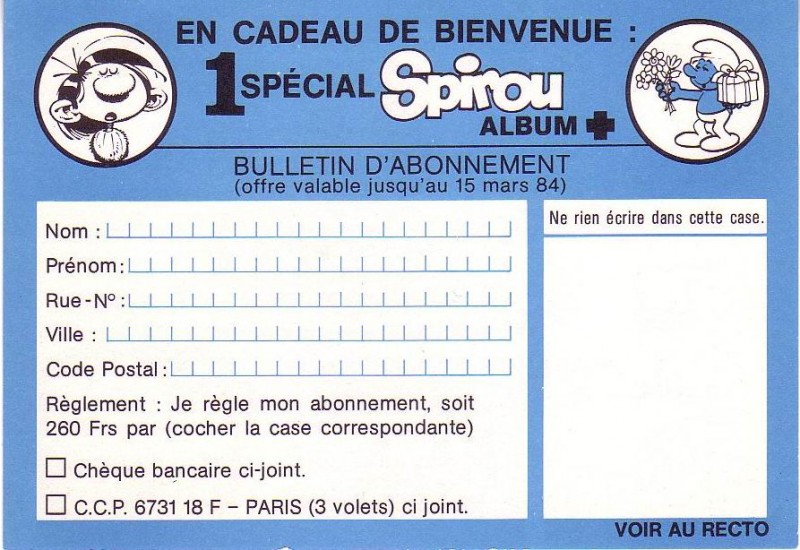 EN CADEAU DE BIENVENUE :
1 SPÉCIAL Spirou
ALBUM +
BULLETIN D'ABONNEMENT
(offre valable jusqu'au 15 mars 84)
Nom :
Prénom :
Rue - Nº :
Ville :
Code Postal :
Règlement : Je règle mon abonnement, soit
260 Frs par (cocher la case correspondante)
Chèque bancaire ci-joint.
C.C.P. 6731 18 F – PARIS (3 volets) ci joint.
Ne rien écrire dans cette case.
VOIR AU RECTO